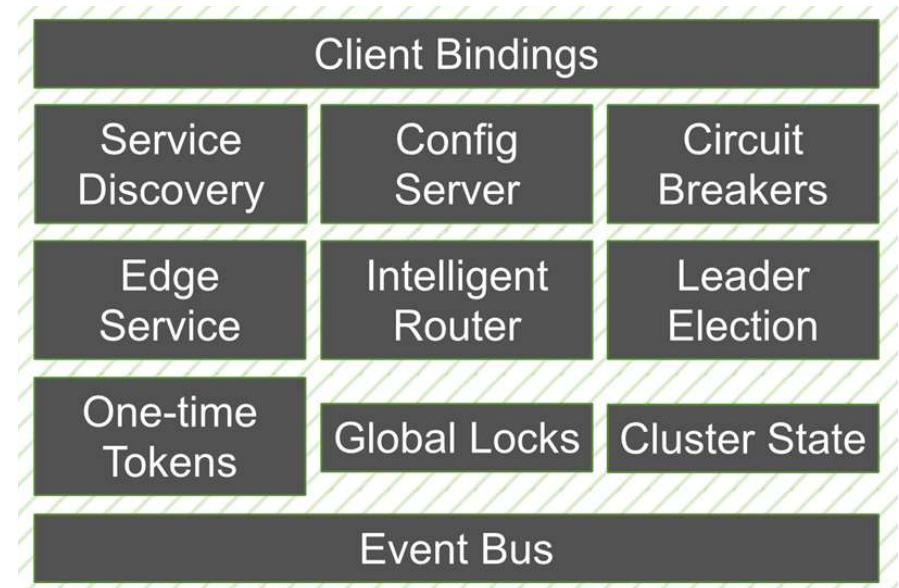 Client Bindings
Service
Discovery
Config
Server
Circuit
Breakers
Edge
Service
Intelligent
Router
Leader
Election
One-time
Tokens
Global Locks
Cluster State
Event Bus